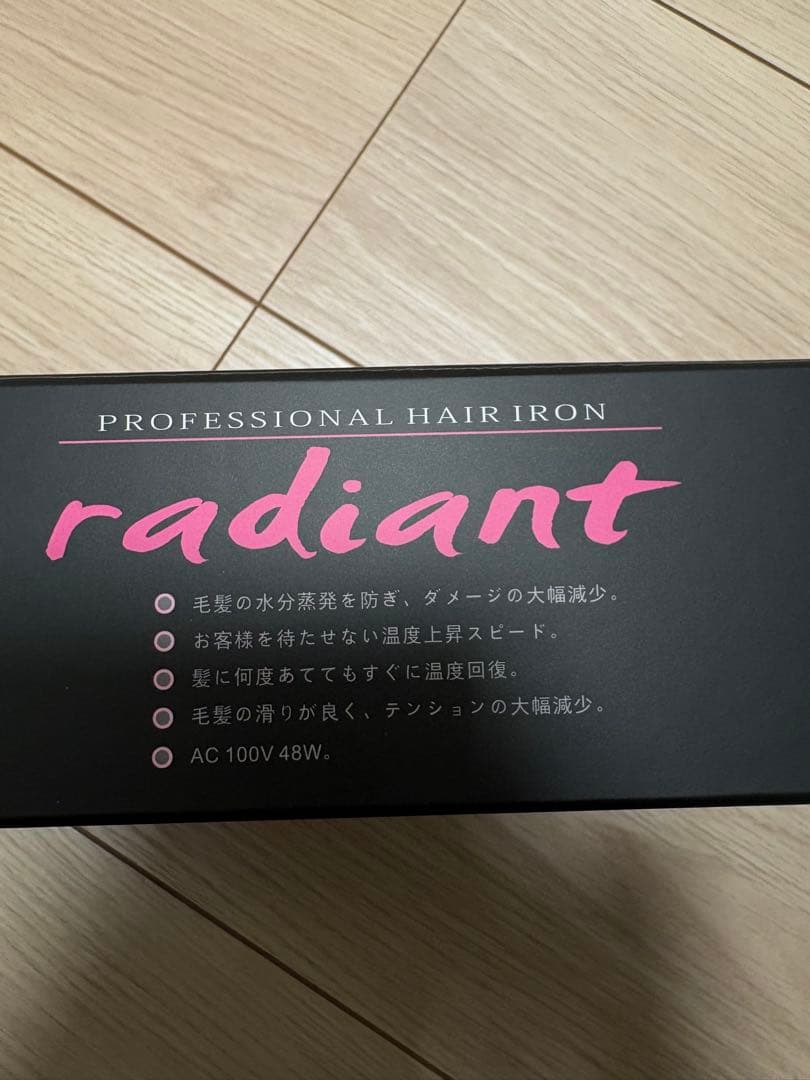 PROFESSIONAL HAIR IRON
radiant
毛髪の水分蒸発を防ぎ、ダメージの大幅減少。
お客様を待たせない温度上昇スピード。
髪に何度あててもすぐに温度回復。
毛髪の滑りが良く、テンションの大幅減少。
AC 100V 48W。